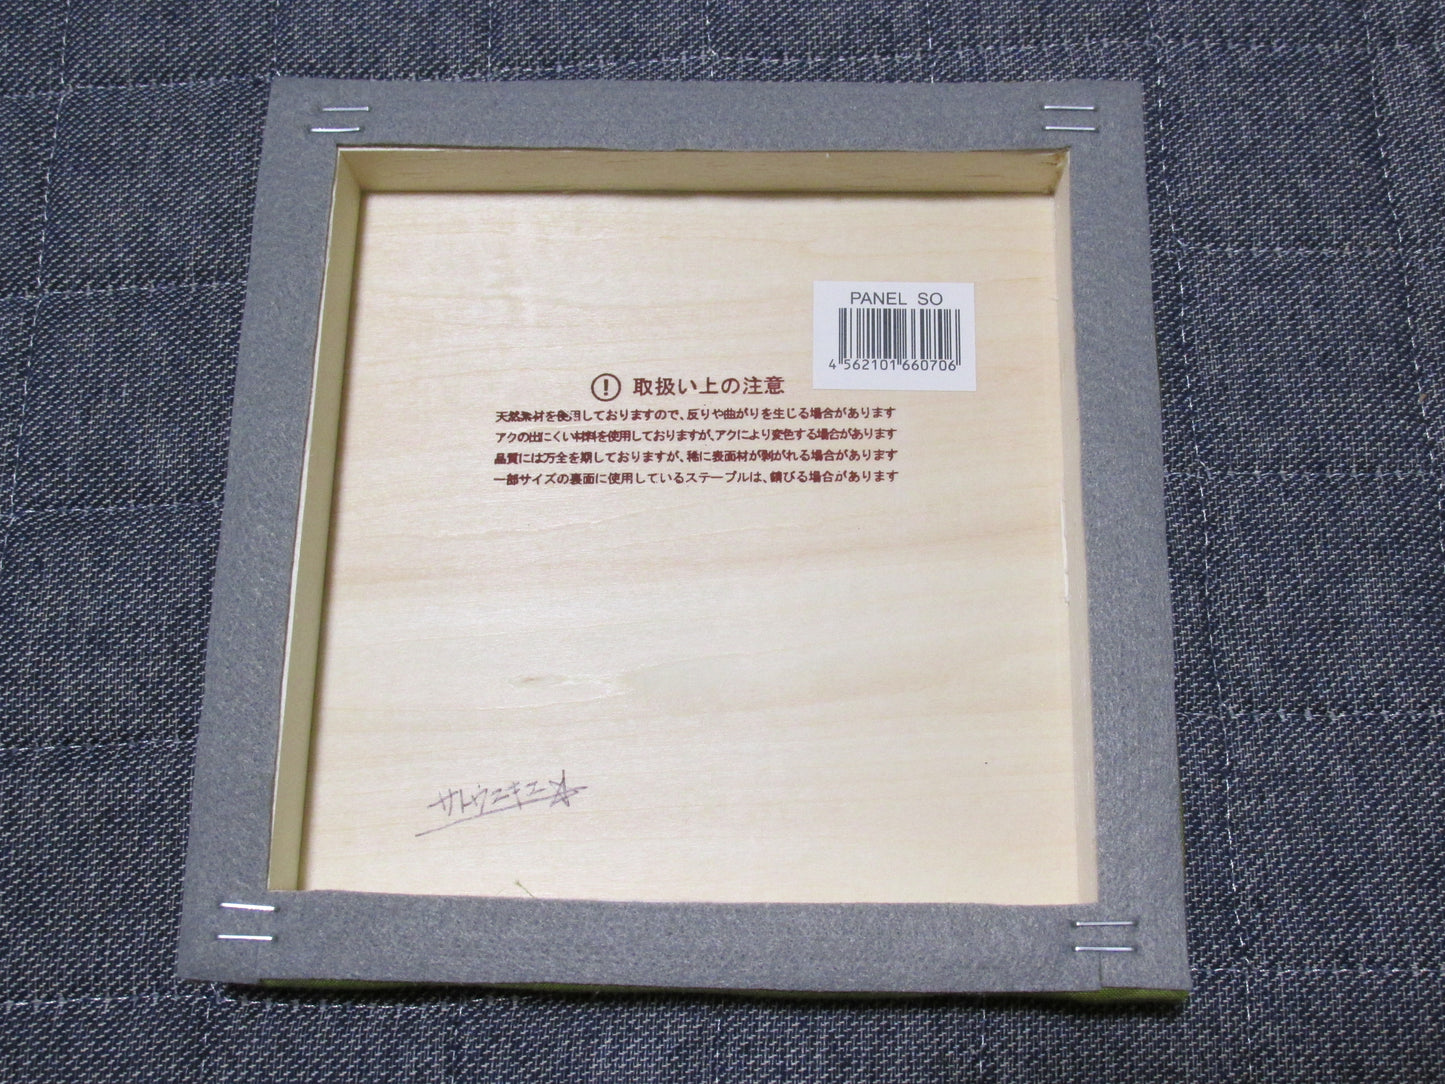 PANEL SO
4 562101 660706
取扱い上の注意
天然素材を使用しておりますので、反りや曲がりを生じる場合があります
アクの出にくい材料を使用しておりますが、アクにより変色する場合があります
品質には万全を期しておりますが、稀に表面材が剥がれる場合があります
一部サイズの裏面に使用しているステープルは、錆びる場合があります
サトウユキエ☆